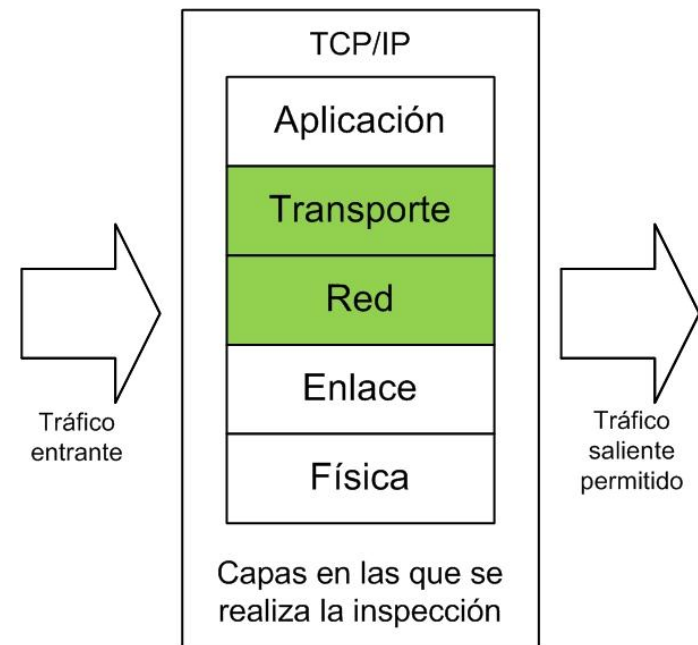 TCP/IP
Aplicación
Transporte
Red
Enlace
Física
Tráfico
entrante
Tráfico
saliente
permitido
Capas en las que se
realiza la inspección